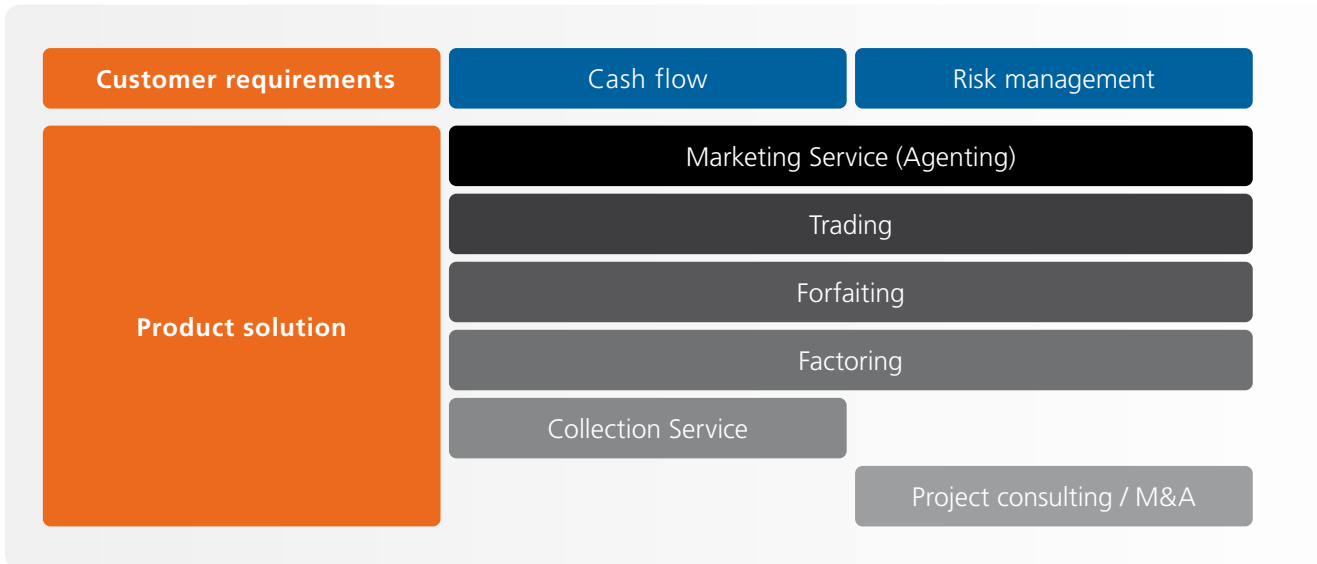 Customer requirements
Cash flow
Risk management
Product solution
Marketing Service (Agenting)
Trading
Forfaiting
Factoring
Collection Service
Project consulting / M&A